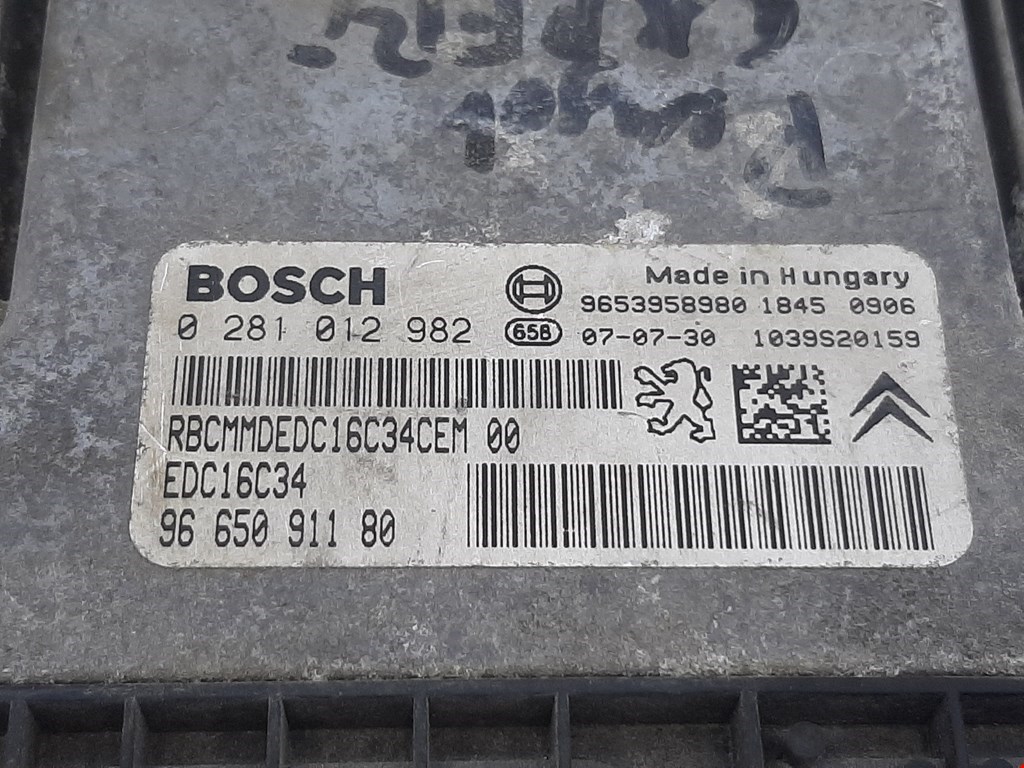 BOSCH
Made in Hungary
0 281 012 982
9653958980 1845 0906
65B 07-07-30 1039S20159
RBCMMDEDC16C34CEM 00
EDC16C34
96 650 911 80